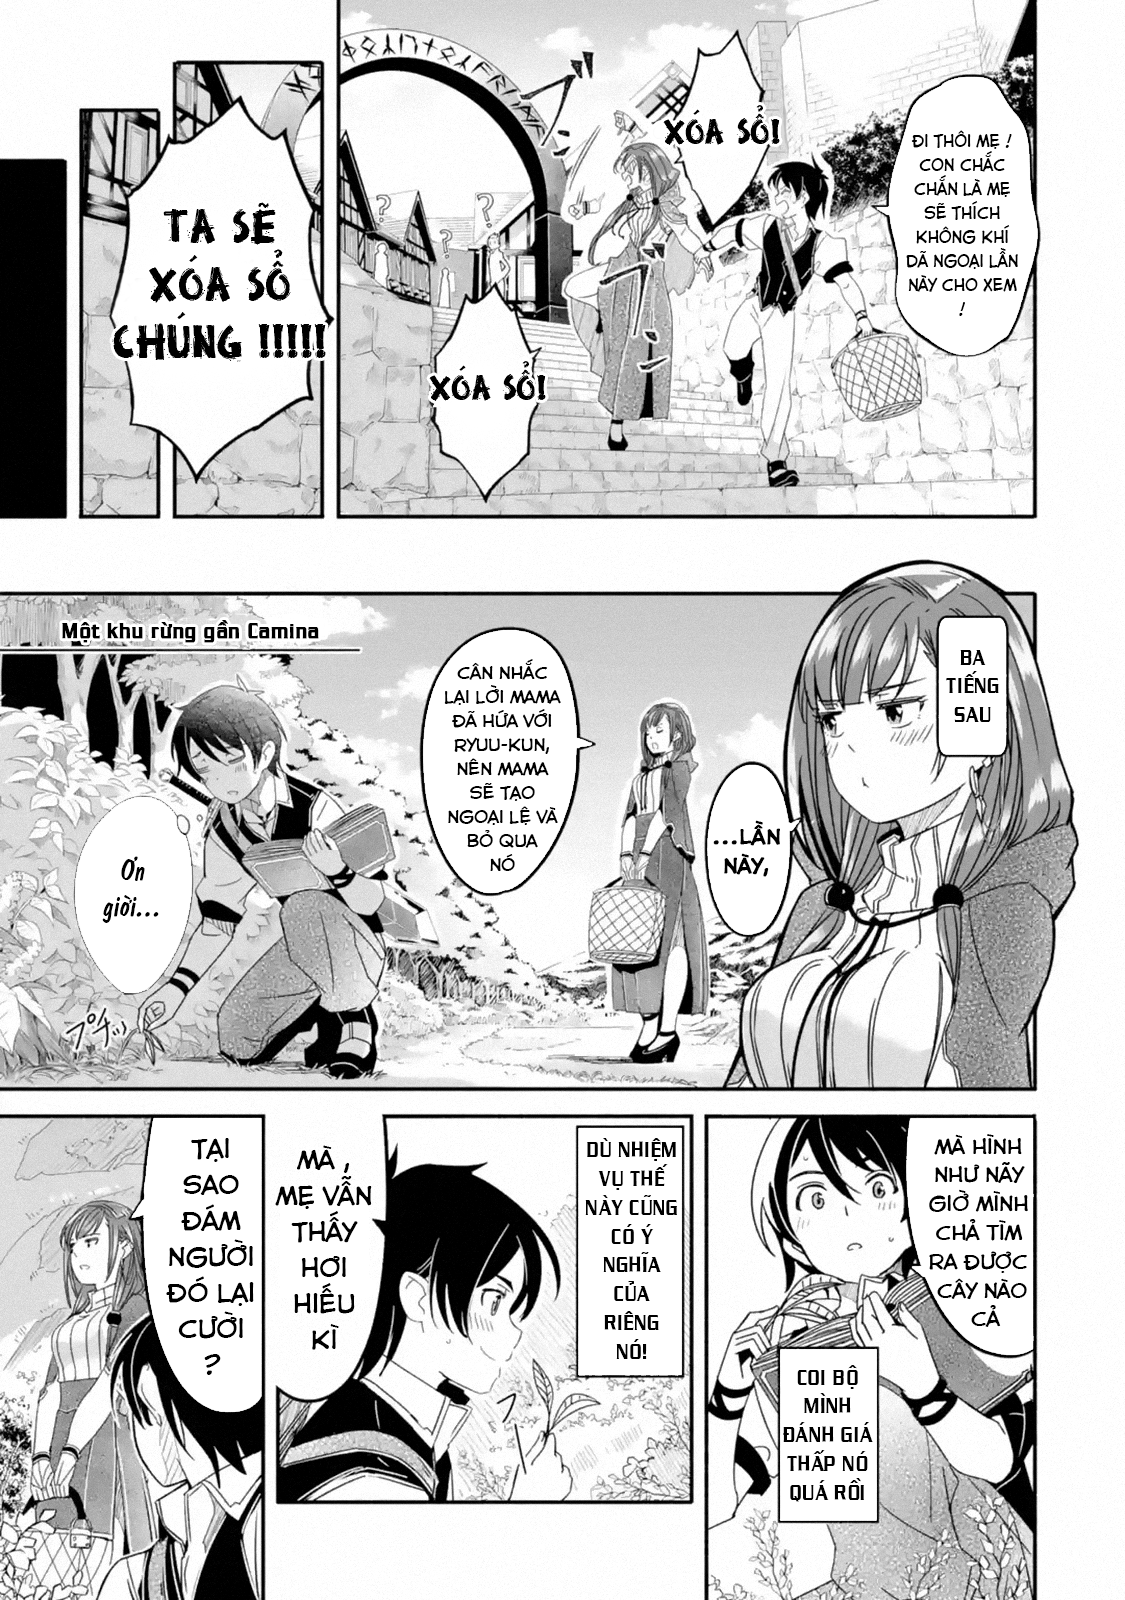 ĐI THÔI MẸ !
CON CHẮC
CHẮN LÀ MẸ
SẼ THÍCH
KHÔNG KHÍ
DÃ NGOẠI LẦN
NÀY CHO XEM
!
XÓA SỔ!
XÓA SỔ!
TA SẼ
XÓA SỔ
CHÚNG !!!!!
?
?
?
BA
TIẾNG
SAU
...LẦN
NÀY,
CÂN NHẮC
LẠI LỜI MAMA
ĐÃ HỨA VỚI
RYUU-KUN,
NÊN MAMA
SẼ TẠO
NGOẠI LỆ VÀ
BỎ QUA
NÓ
Một khu rừng gần Camina
Ơn
giời...
プチッ
MÀ HÌNH
NHƯ NÃY
GIỜ MÌNH
CHẢ TÌM
RA ĐƯỢC
CÂY NÀO
CẢ
COI BỘ
MÌNH
ĐÁNH GIÁ
THẤP NÓ
QUÁ RỒI
DÙ NHIỆM
VỤ THẾ
NÀY CŨNG
CÓ Ý
NGHĨA
CỦA
RIÊNG
NÓ!
MÀ ,
MẸ VẪN
THẤY
HƠI
HIẾU
KÌ
TẠI
SAO
ĐÁM
NGƯỜI
ĐÓ LẠI
CƯỜI
?